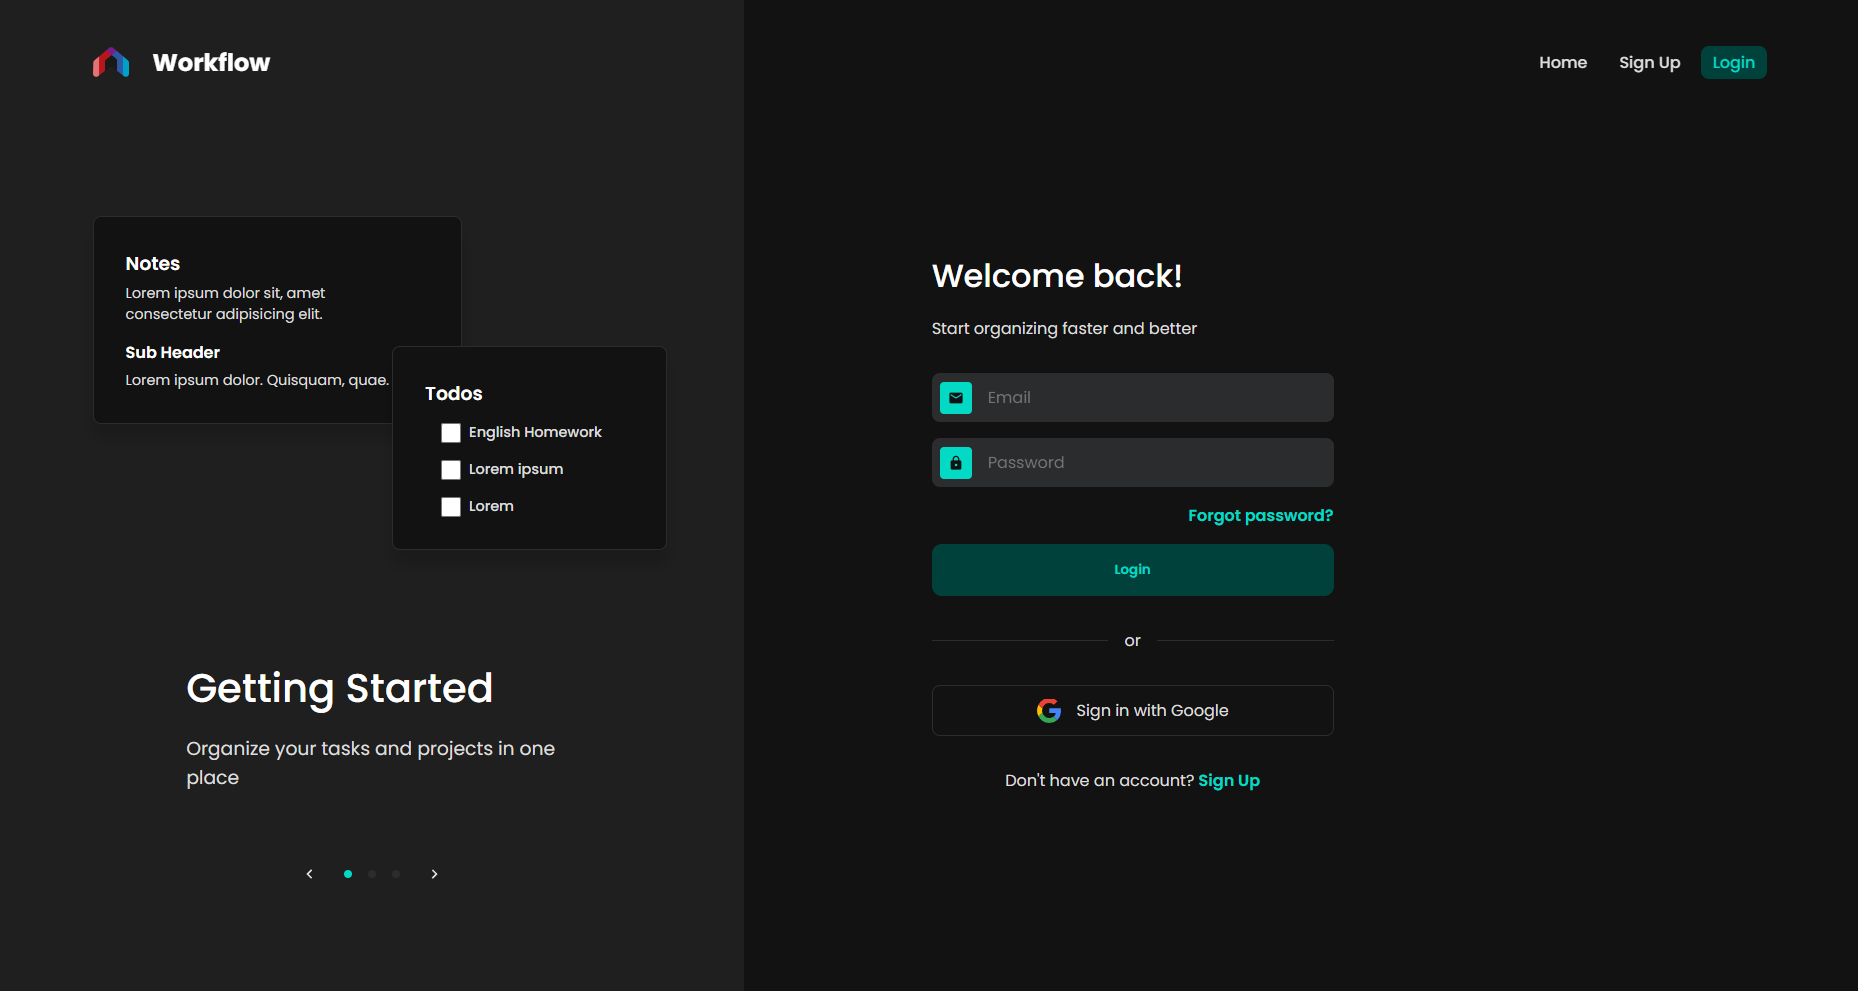 Workflow
Home
Sign Up
Login
Notes
Lorem ipsum dolor sit, amet
consectetur adipisicing elit.
Sub Header
Lorem ipsum dolor. Quisquam, quae.
Todos
English Homework
Lorem ipsum
Lorem
Getting Started
Organize your tasks and projects in one
place
Welcome back!
Start organizing faster and better
Email
Password
Forgot password?
Login
or
Sign in with Google
Don't have an account? Sign Up